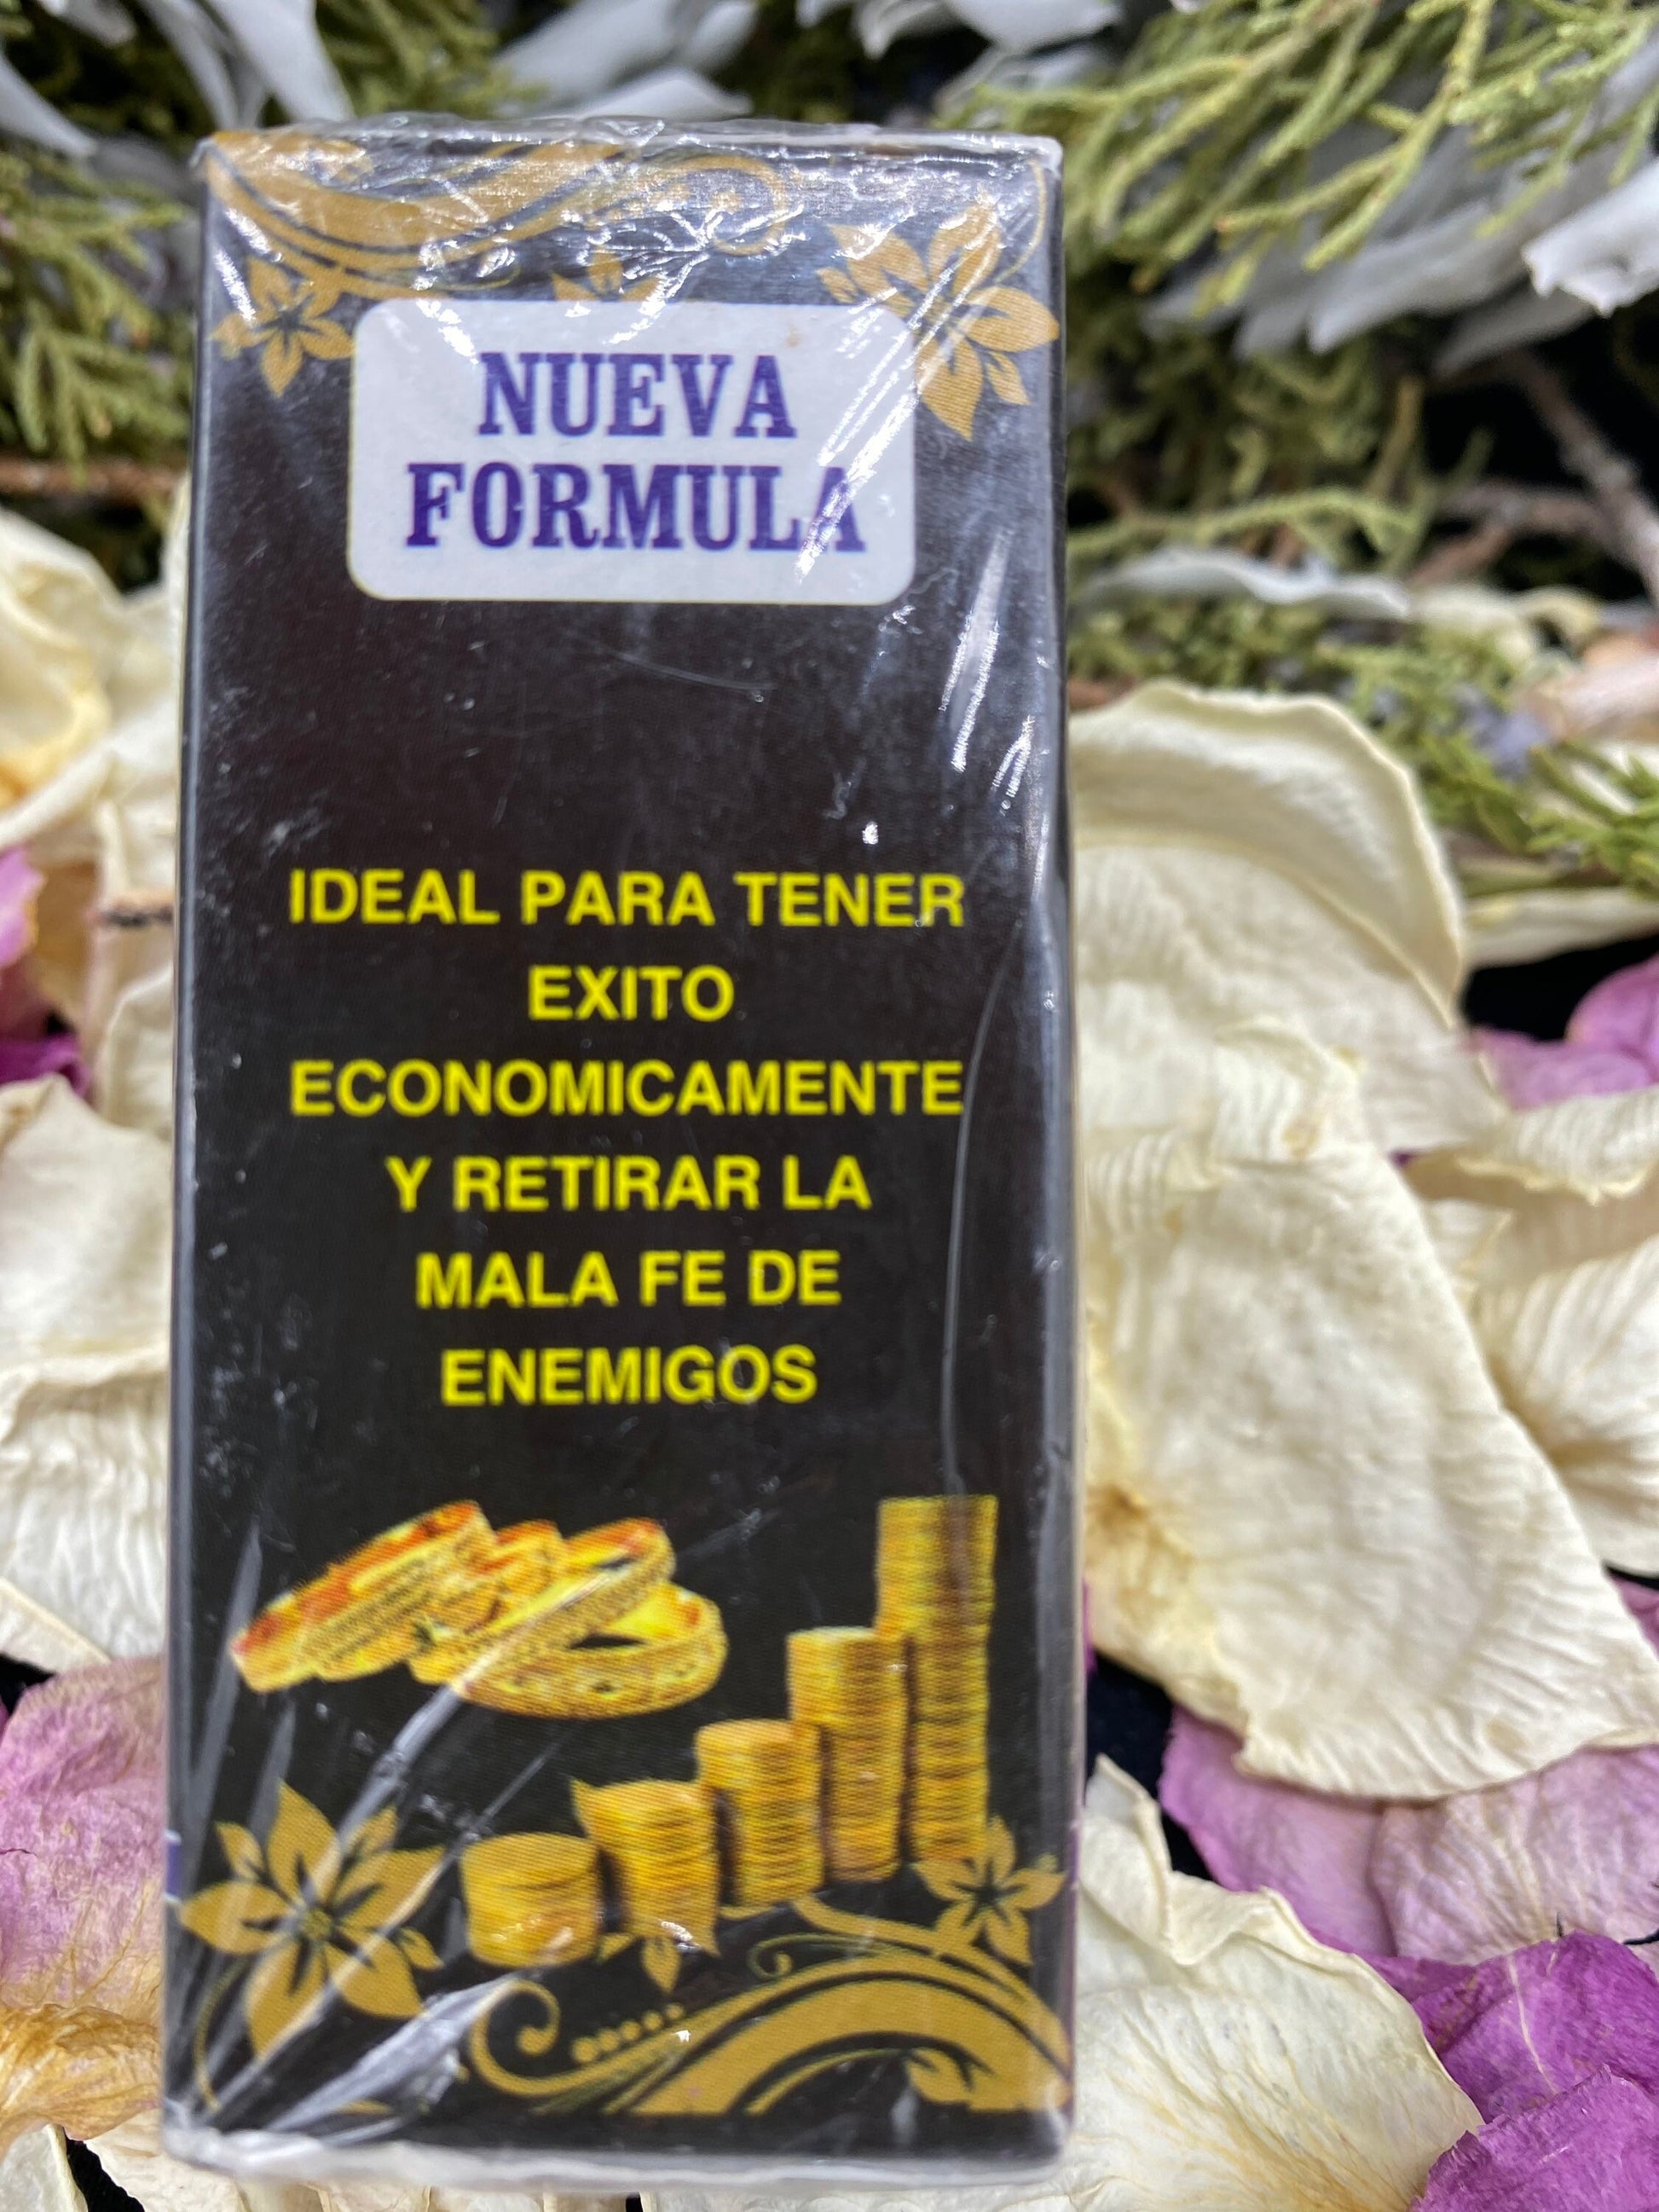 NUEVA
FORMULA
IDEAL PARA TENER
EXITO
ECONOMICAMENTE
Y RETIRAR LA
MALA FE DE
ENEMIGOS